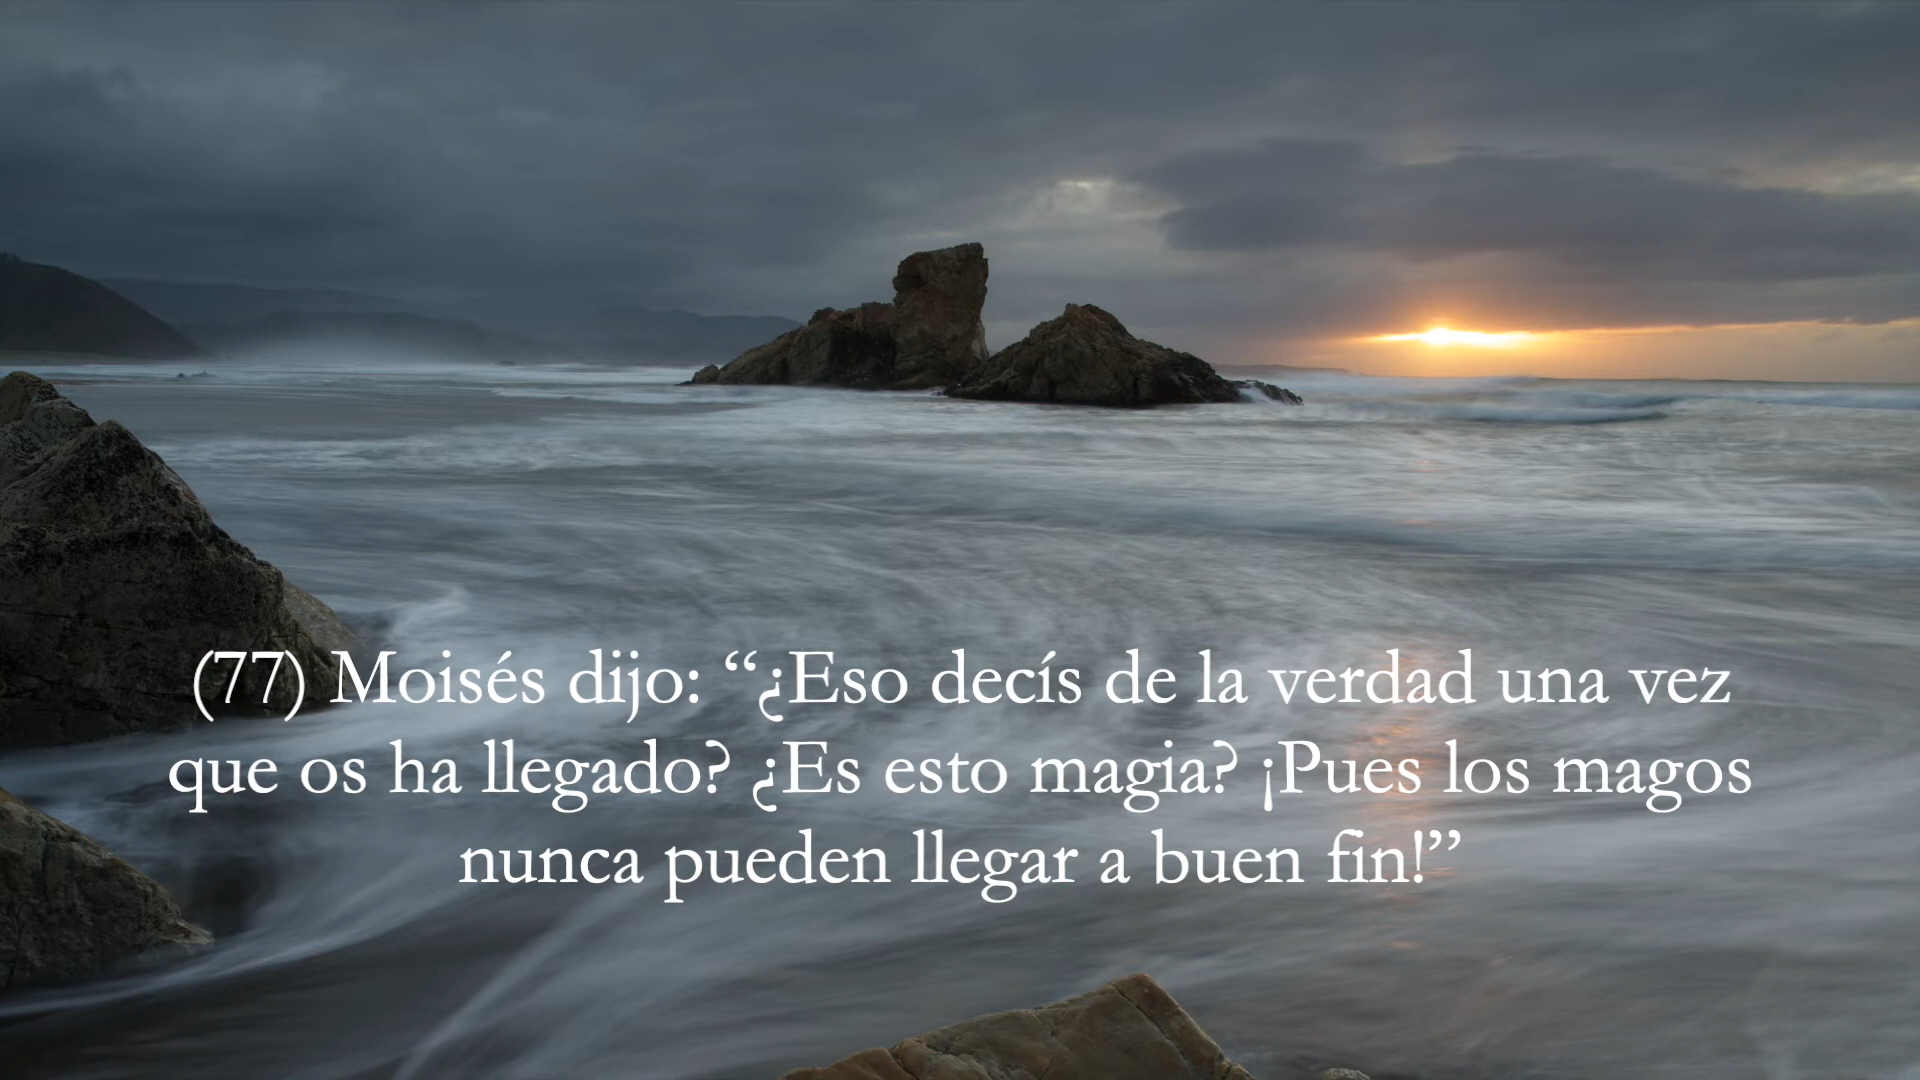 (77) Moisés dijo: “¿Eso decís de la verdad una vez
que os ha llegado? ¿Es esto magia? ¡Pues los magos
nunca pueden llegar a buen fin!”